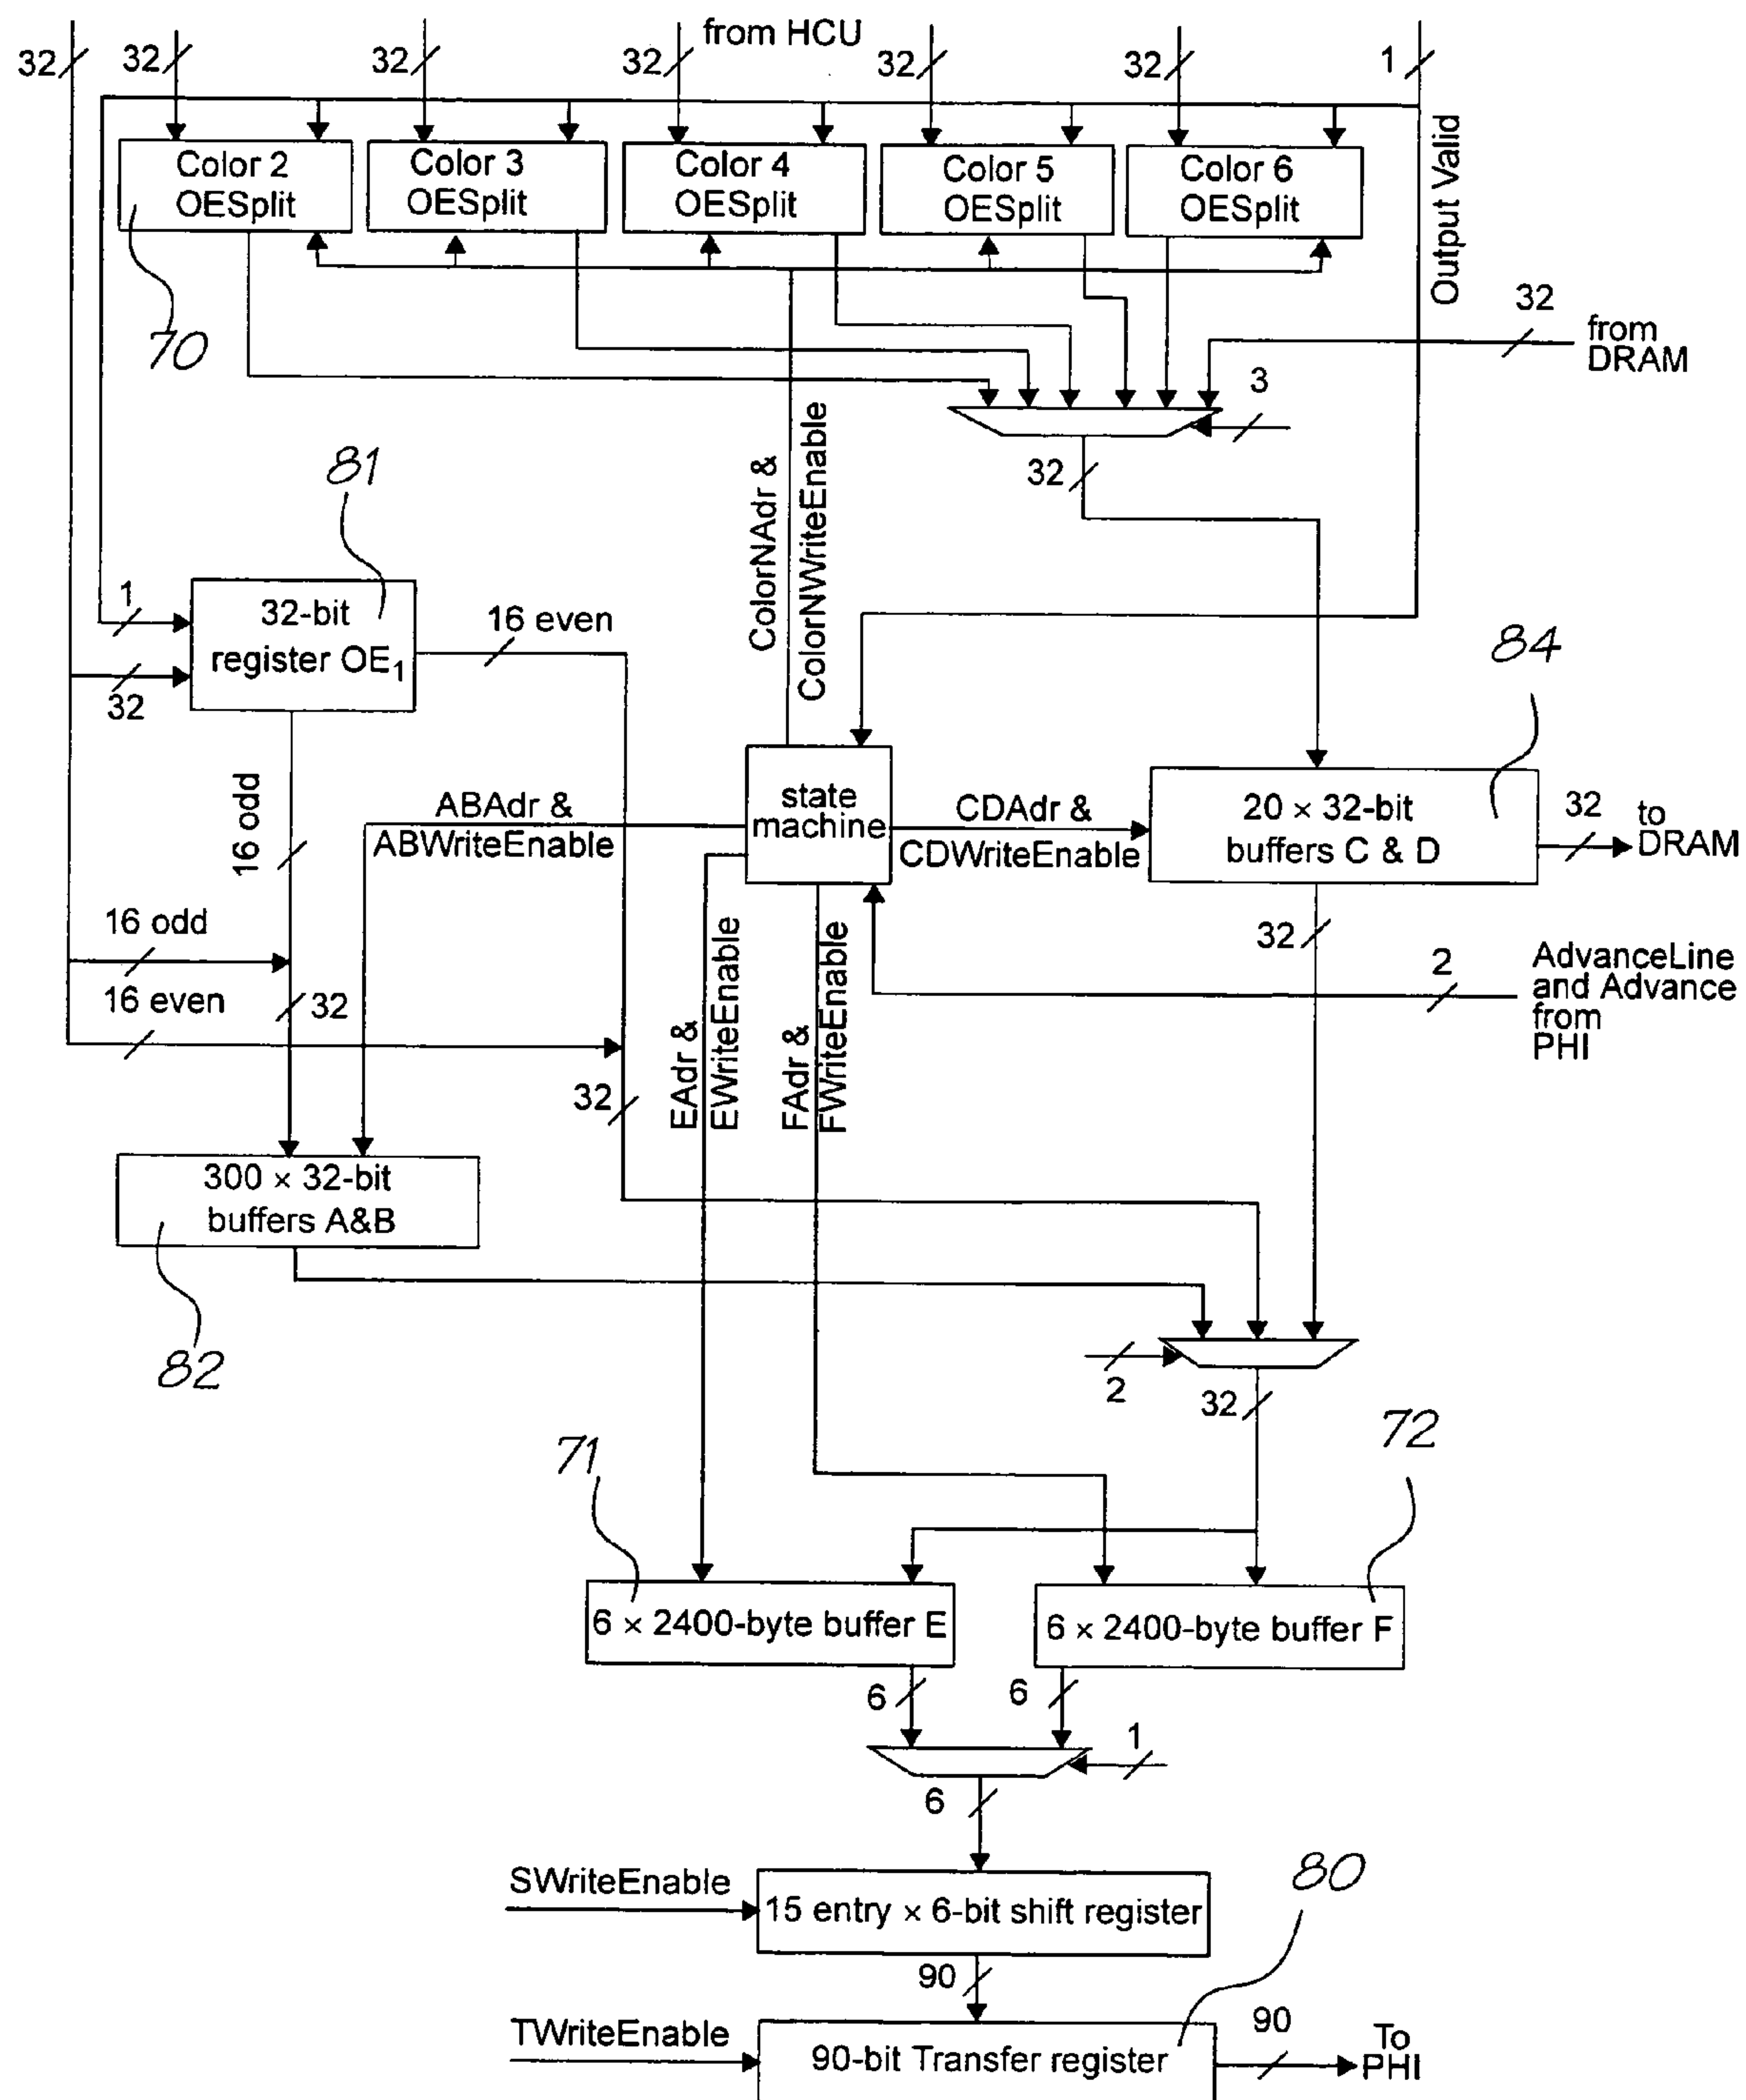 from HCU
32
32
32
32
32
32
1
Color 2
OESplit
Color 3
OESplit
Color 4
OESplit
Color 5
OESplit
Color 6
OESplit
Output Valid
70
32
from
DRAM
3
32
ColorNAdr &
ColorNWriteEnable
81
1
32-bit
register OE1
16 even
32
84
16 odd
ABAdr &
ABWriteEnable
state
machine
CDAdr &
CDWriteEnable
20 × 32-bit
buffers C & D
32
to
DRAM
16 odd
16 even
32
32
EAdr &
EWriteEnable
FAdr &
FWriteEnable
32
2
AdvanceLine
and Advance
from
PHI
300 × 32-bit
buffers A&B
82
2
32
71
72
6 × 2400-byte buffer E
6 × 2400-byte buffer F
6
6
1
6
SWriteEnable
15 entry × 6-bit shift register
80
90
TWriteEnable
90-bit Transfer register
90
To
PHI